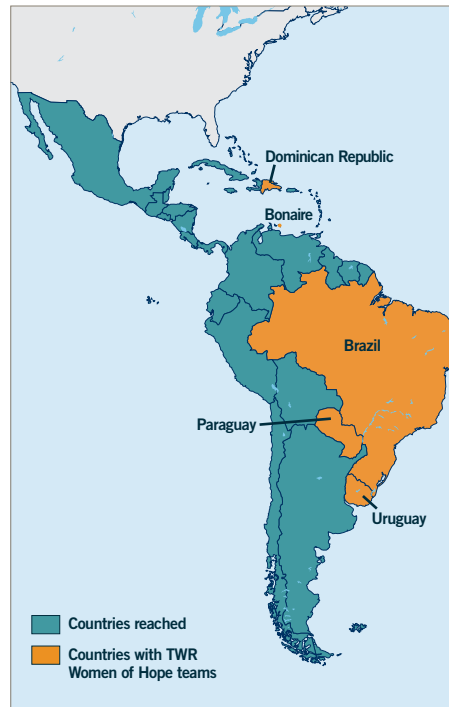 Dominican Republic
Bonaire
Brazil
Paraguay
Uruguay
Countries reached
Countries with TWR
Women of Hope teams